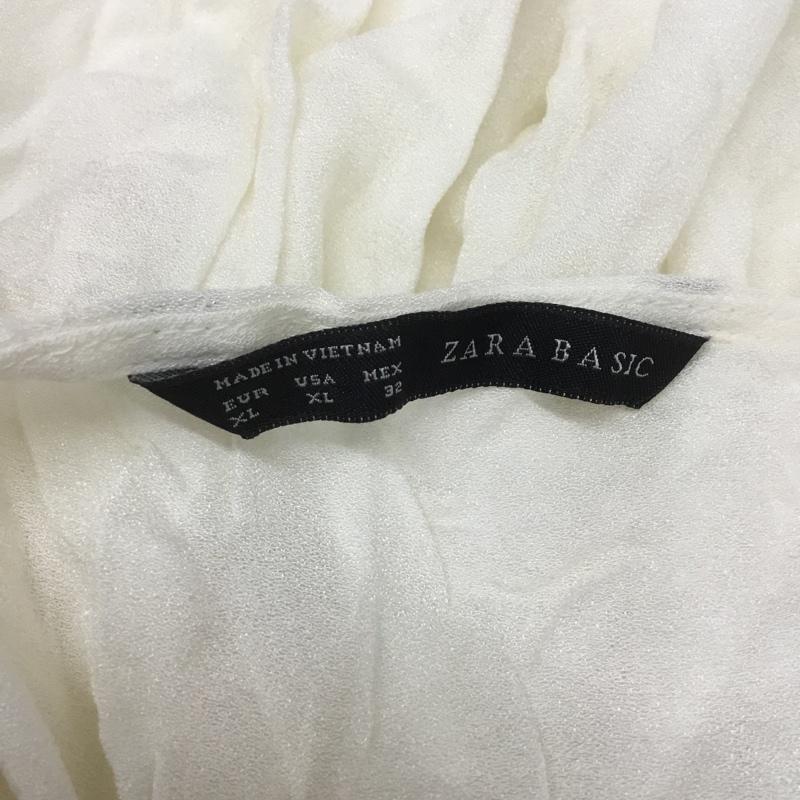 MADE IN VIETNAM
EUR USA MEX
XL XL 32
ZARA BASIC